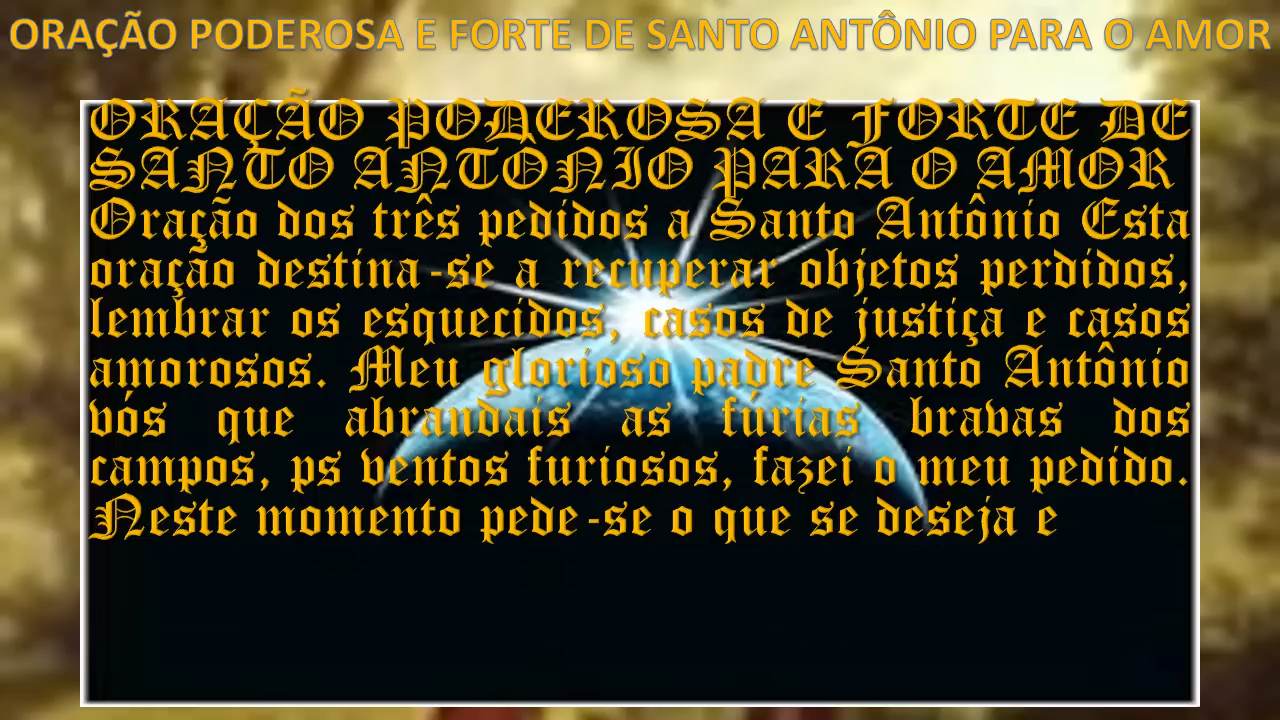 ORAÇÃO PODEROSA E FORTE DE SANTO ANTÔNIO PARA O AMOR
ORAÇÃO PODEROSA E FORTE DE
SANTO ANTÔNIO PARA O AMOR
Oração dos três pedidos a Santo Antônio Esta
oração destina-se a recuperar objetos perdidos,
lembrar os esquecidos, casos de justiça e casos
amorosos. Meu glorioso padre Santo Antônio
vós que abrandais as fúrias bravas dos
campos, ps ventos furiosos, fazei o meu pedido.
Neste momento pede-se o que se deseja e